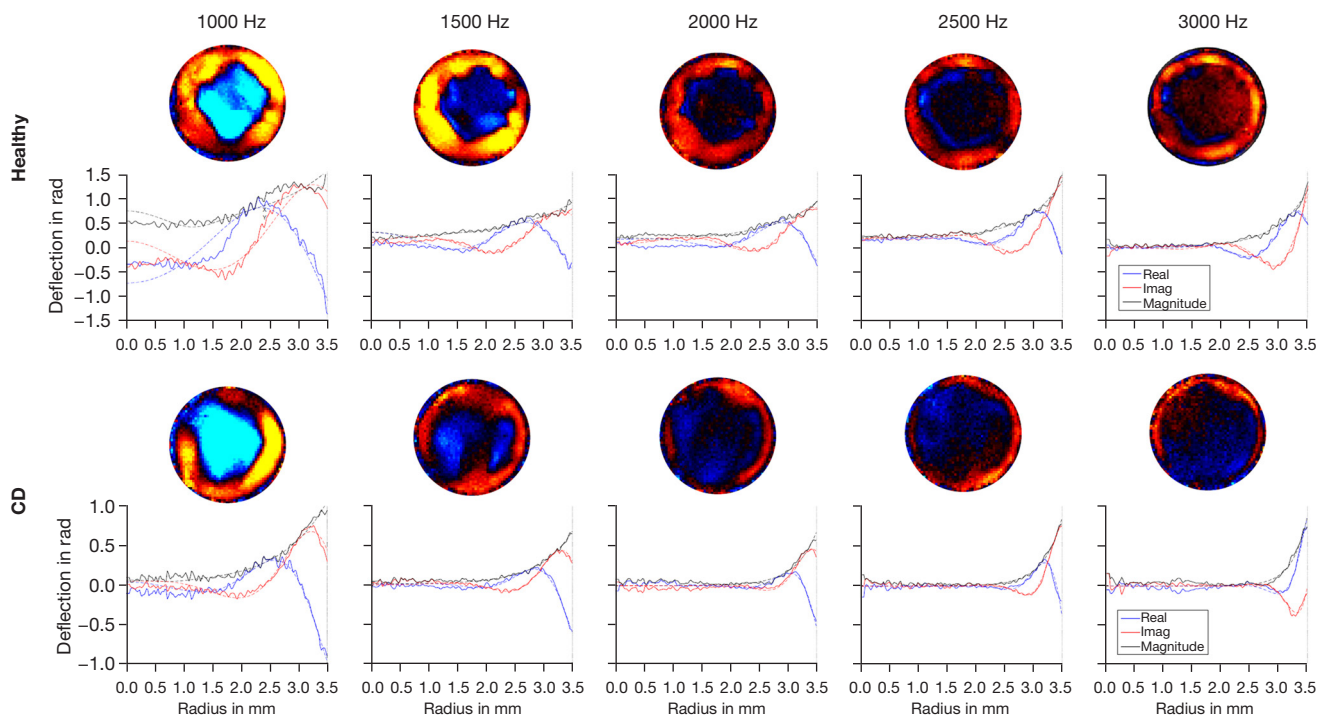 1000 Hz 1500 Hz 2000 Hz 2500 Hz 3000 Hz
Healthy
Deflection in rad
1.5
1.0
0.5
0.0
−0.5
−1.0
−1.5
Real
Imag
Magnitude
0.0 0.5 1.0 1.5 2.0 2.5 3.0 3.5 0.0 0.5 1.0 1.5 2.0 2.5 3.0 3.5 0.0 0.5 1.0 1.5 2.0 2.5 3.0 3.5 0.0 0.5 1.0 1.5 2.0 2.5 3.0 3.5 0.0 0.5 1.0 1.5 2.0 2.5 3.0 3.5
CD
Deflection in rad
1.0
0.5
0.0
−0.5
−1.0
Real
Imag
Magnitude
0.0 0.5 1.0 1.5 2.0 2.5 3.0 3.5 0.0 0.5 1.0 1.5 2.0 2.5 3.0 3.5 0.0 0.5 1.0 1.5 2.0 2.5 3.0 3.5 0.0 0.5 1.0 1.5 2.0 2.5 3.0 3.5 0.0 0.5 1.0 1.5 2.0 2.5 3.0 3.5
Radius in mm Radius in mm Radius in mm Radius in mm Radius in mm